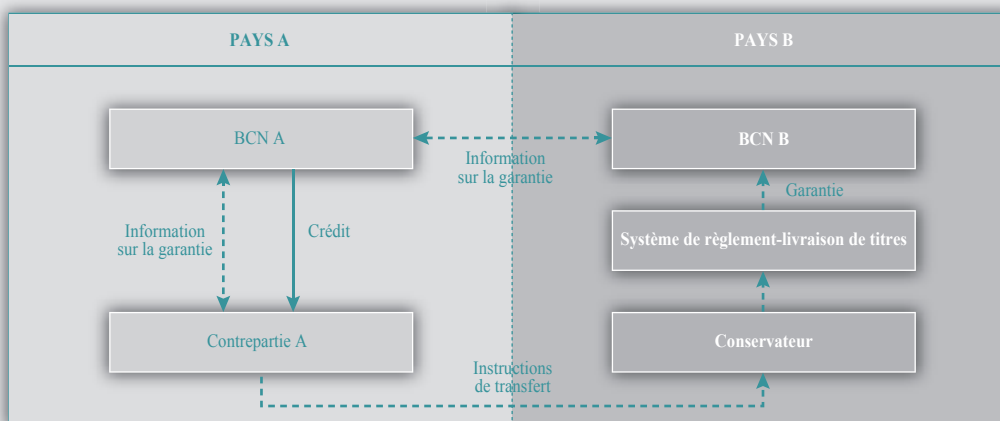 PAYS A
PAYS B
BCN A
BCN B
Information
sur la garantie
Garantie
Information
sur la garantie
Crédit
Système de règlement-livraison de titres
Contrepartie A
Conservateur
Instructions
de transfert